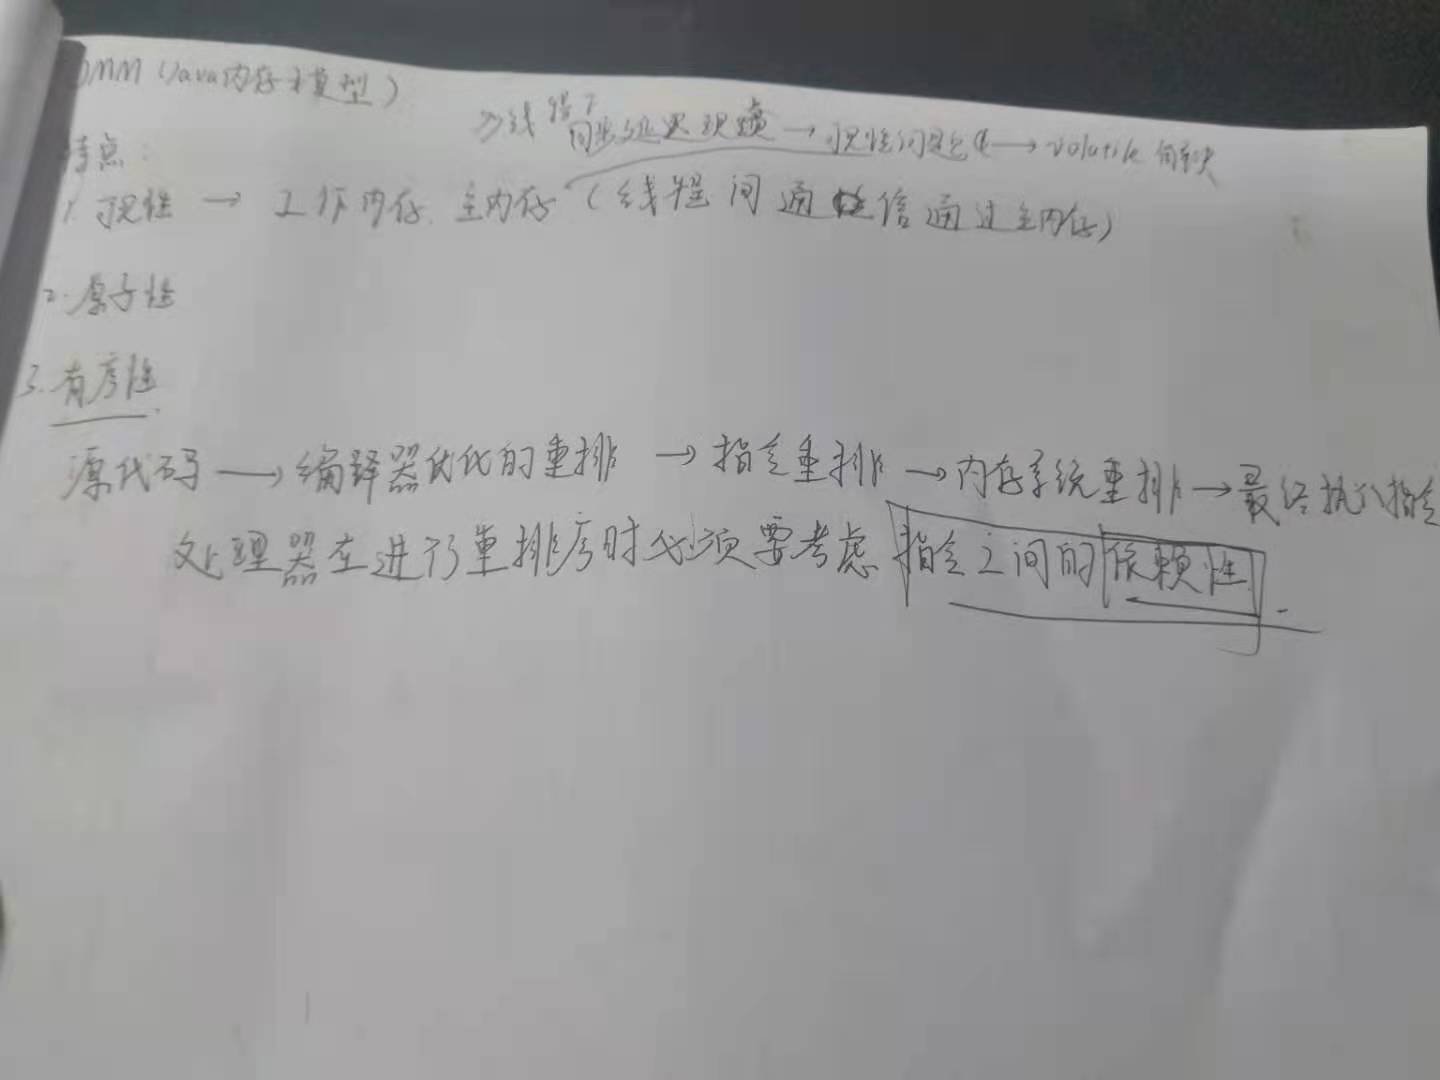 JMM (Java内存模型)
多线程下
同步延迟现象 → 可见性问题 → volatile 解决
特点:
1. 可见性 → 工作内存. 主内存 (线程间通信通过主内存)
2. 原子性
3. 有序性
源代码 → 编译器优化的重排 → 指令重排 → 内存系统重排 → 最终执行指令
处理器在进行重排序时必须要考虑 指令之间的依赖性.